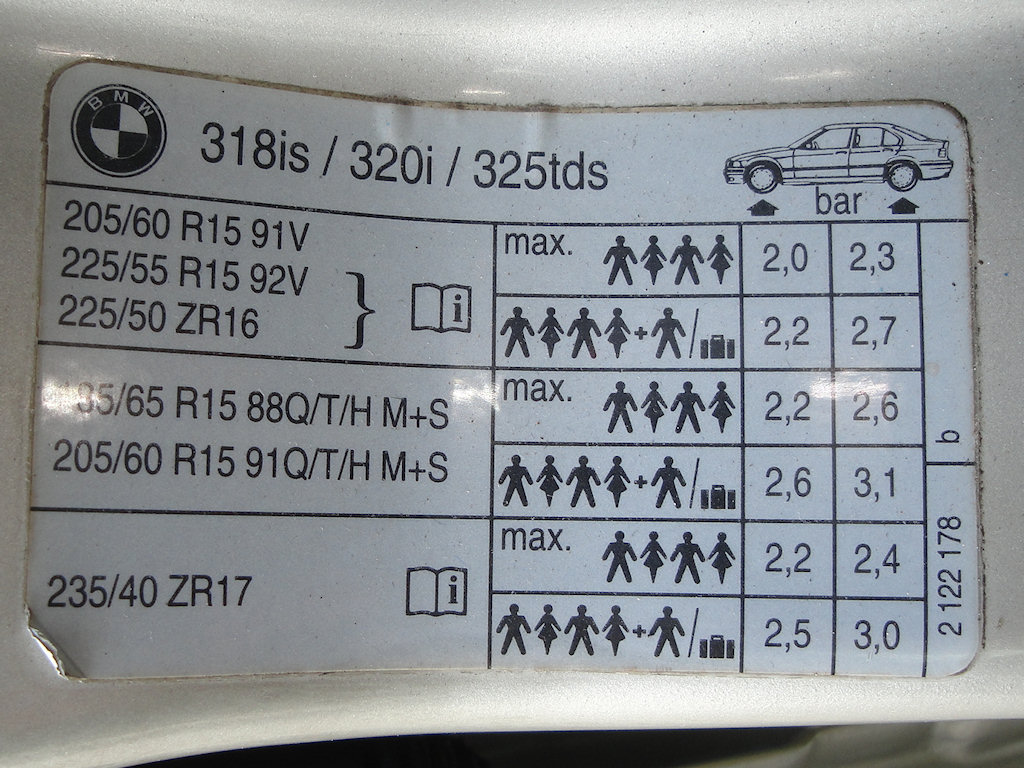 BMW 318is / 320i / 325tds
bar
205/60 R15 91V
225/55 R15 92V
225/50 ZR16
i
max. 2,0 2,3
+ / 2,2 2,7
/65 R15 88Q/T/H M+S
205/60 R15 91Q/T/H M+S
max. 2,2 2,6
+ / 2,6 3,1
235/40 ZR17
i
max. 2,2 2,4
+ / 2,5 3,0
b
2 122 178